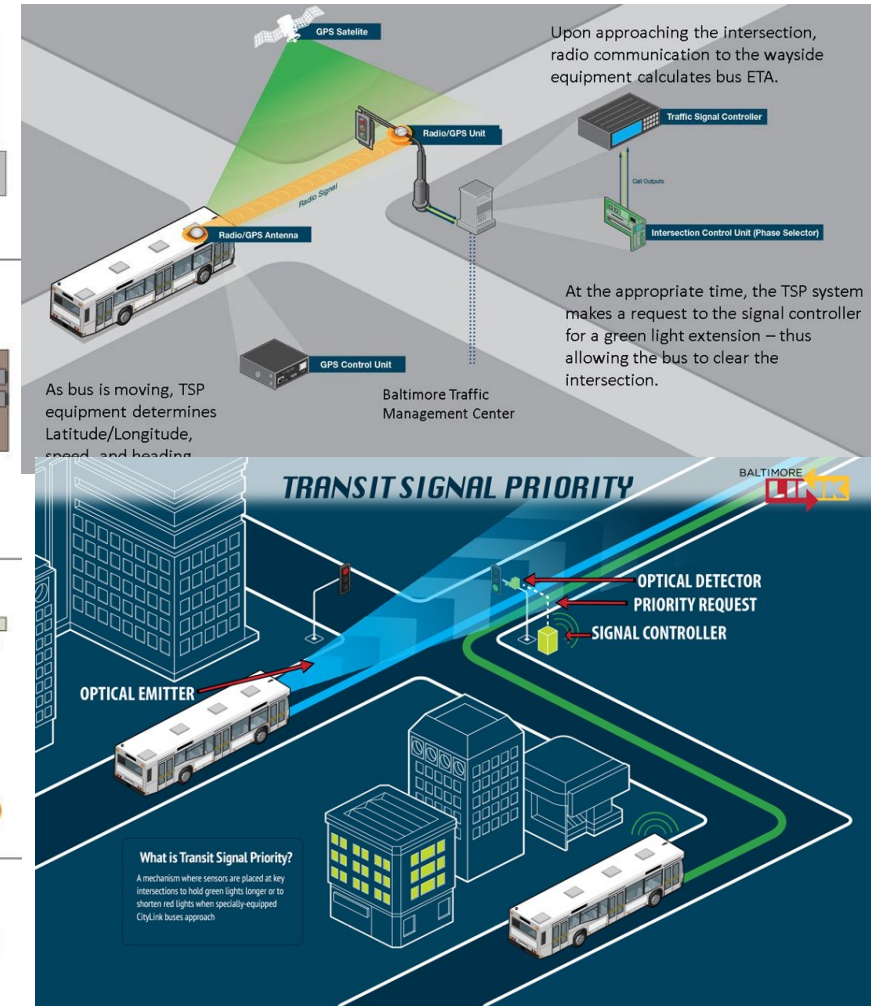 GPS Satelite
Upon approaching the intersection,
radio communication to the wayside
equipment calculates bus ETA.
Traffic Signal Controller
Radio/GPS Unit
Radio Signal
Call Outputs
Radio/GPS Antenna
Intersection Control Unit (Phase Selector)
At the appropriate time, the TSP system
makes a request to the signal controller
for a green light extension – thus
allowing the bus to clear the
intersection.
GPS Control Unit
Baltimore Traffic
Management Center
As bus is moving, TSP
equipment determines
Latitude/Longitude,
speed, and heading
TRANSIT SIGNAL PRIORITY
BALTIMORE
LINK
OPTICAL DETECTOR
PRIORITY REQUEST
SIGNAL CONTROLLER
OPTICAL EMITTER
What is Transit Signal Priority?
A mechanism where sensors are placed at key
intersections to hold green lights longer or to
shorten red lights when specially-equipped
CityLink buses approach